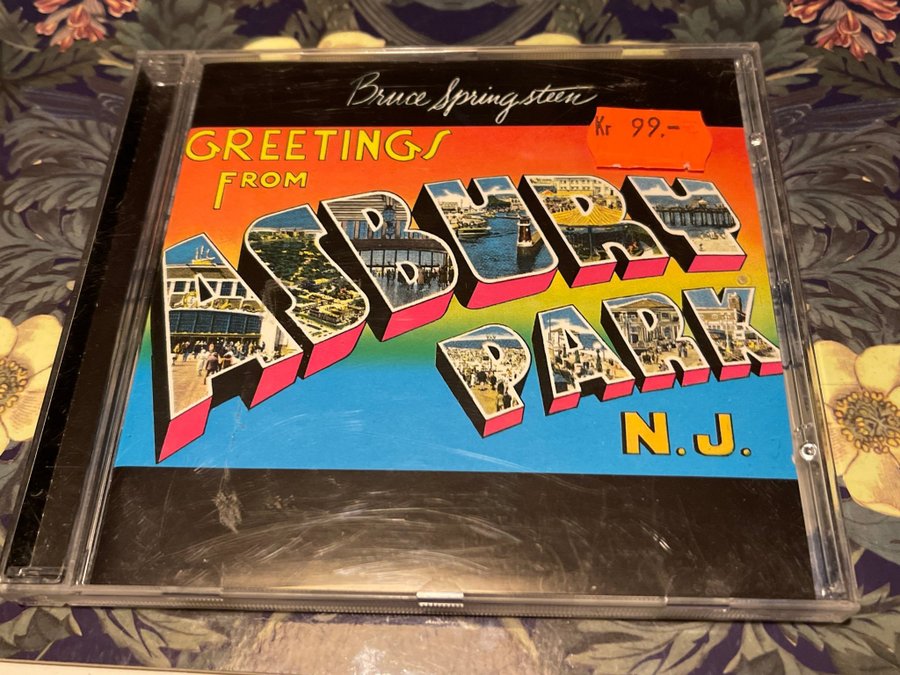 Bruce Springsteen
Kr 99.-
GREETINGS
FROM
ASBURY
PARK
N.J.